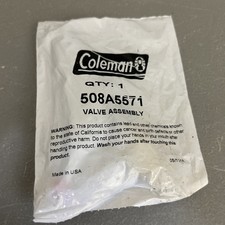 Coleman
QTY: 1
508A5571
VALVE ASSEMBLY
WARNING: This product contains lead and other chemicals known
to the state of California to cause cancer and birth defects or other
reproductive harm. Do not place your hands in your mouth after
handling the product. Wash your hands after touching this
product.
Made in USA